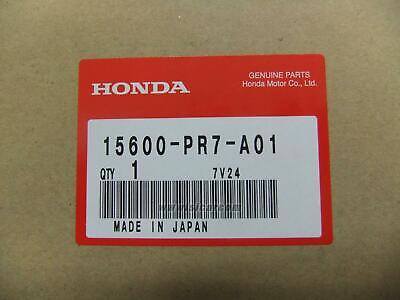 HONDA
GENUINE PARTS
Honda Motor Co., Ltd.
15600-PR7-A01
QTY 1 7V24
MADE IN JAPAN